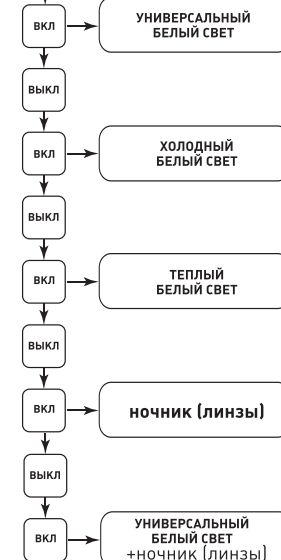 ВКЛ
УНИВЕРСАЛЬНЫЙ
БЕЛЫЙ СВЕТ
ВЫКЛ
ВКЛ
ХОЛОДНЫЙ
БЕЛЫЙ СВЕТ
ВЫКЛ
ВКЛ
ТЕПЛЫЙ
БЕЛЫЙ СВЕТ
ВЫКЛ
ВКЛ
ночник (линзы)
ВЫКЛ
ВКЛ
УНИВЕРСАЛЬНЫЙ
БЕЛЫЙ СВЕТ
+ночник (линзы)